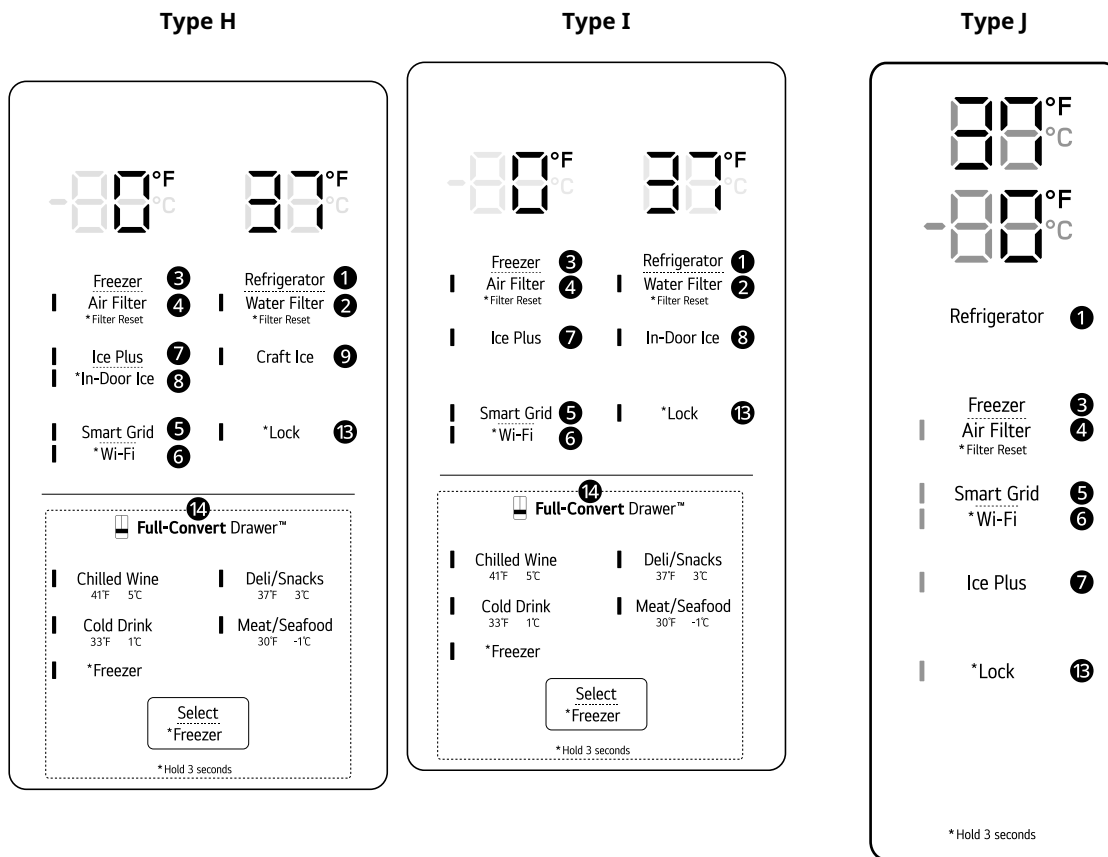 Type H
0 °F °C 37 °F °C
Freezer 3 Refrigerator 1
Air Filter 4 Water Filter 2
*Filter Reset *Filter Reset
Ice Plus 7 Craft Ice 9
*In-Door Ice 8
Smart Grid 5 *Lock 13
*Wi-Fi 6
14
Full-Convert Drawer™
Chilled Wine Deli/Snacks
41°F 5°C 37°F 3°C
Cold Drink Meat/Seafood
33°F 1°C 30°F -1°C
*Freezer
Select
*Freezer
*Hold 3 seconds
Type I
0 °F °C 37 °F °C
Freezer 3 Refrigerator 1
Air Filter 4 Water Filter 2
*Filter Reset *Filter Reset
Ice Plus 7 In-Door Ice 8
Smart Grid 5 *Lock 13
*Wi-Fi 6
14
Full-Convert Drawer™
Chilled Wine Deli/Snacks
41°F 5°C 37°F 3°C
Cold Drink Meat/Seafood
33°F 1°C 30°F -1°C
*Freezer
Select
*Freezer
*Hold 3 seconds
Type J
37 °F °C
0 °F °C
Refrigerator 1
Freezer 3
Air Filter 4
*Filter Reset
Smart Grid 5
*Wi-Fi 6
Ice Plus 7
*Lock 13
*Hold 3 seconds